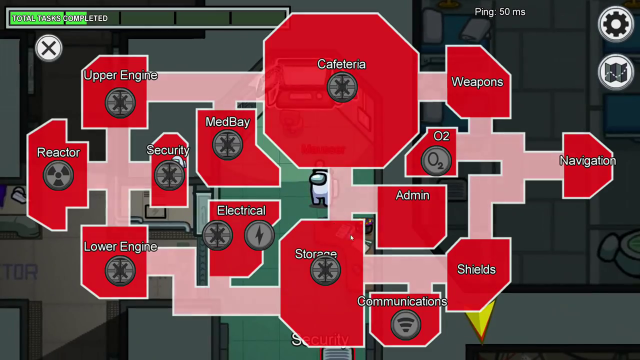 TOTAL TASKS COMPLETED
Ping: 50 ms
Cafeteria
Upper Engine
Weapons
MedBay
O2
Reactor
Security
O2
Navigation
Admin
Electrical
Lower Engine
Storage
Shields
Communications
Security